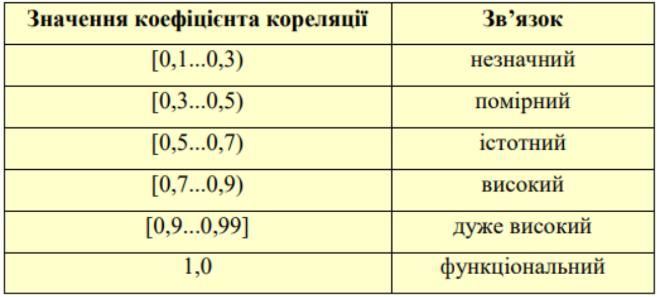 Значення коефіцієнта кореляції Зв’язок
[0,1...0,3) незначний
[0,3...0,5) помірний
[0,5...0,7) істотний
[0,7...0,9) високий
[0,9...0,99] дуже високий
1,0 функціональний